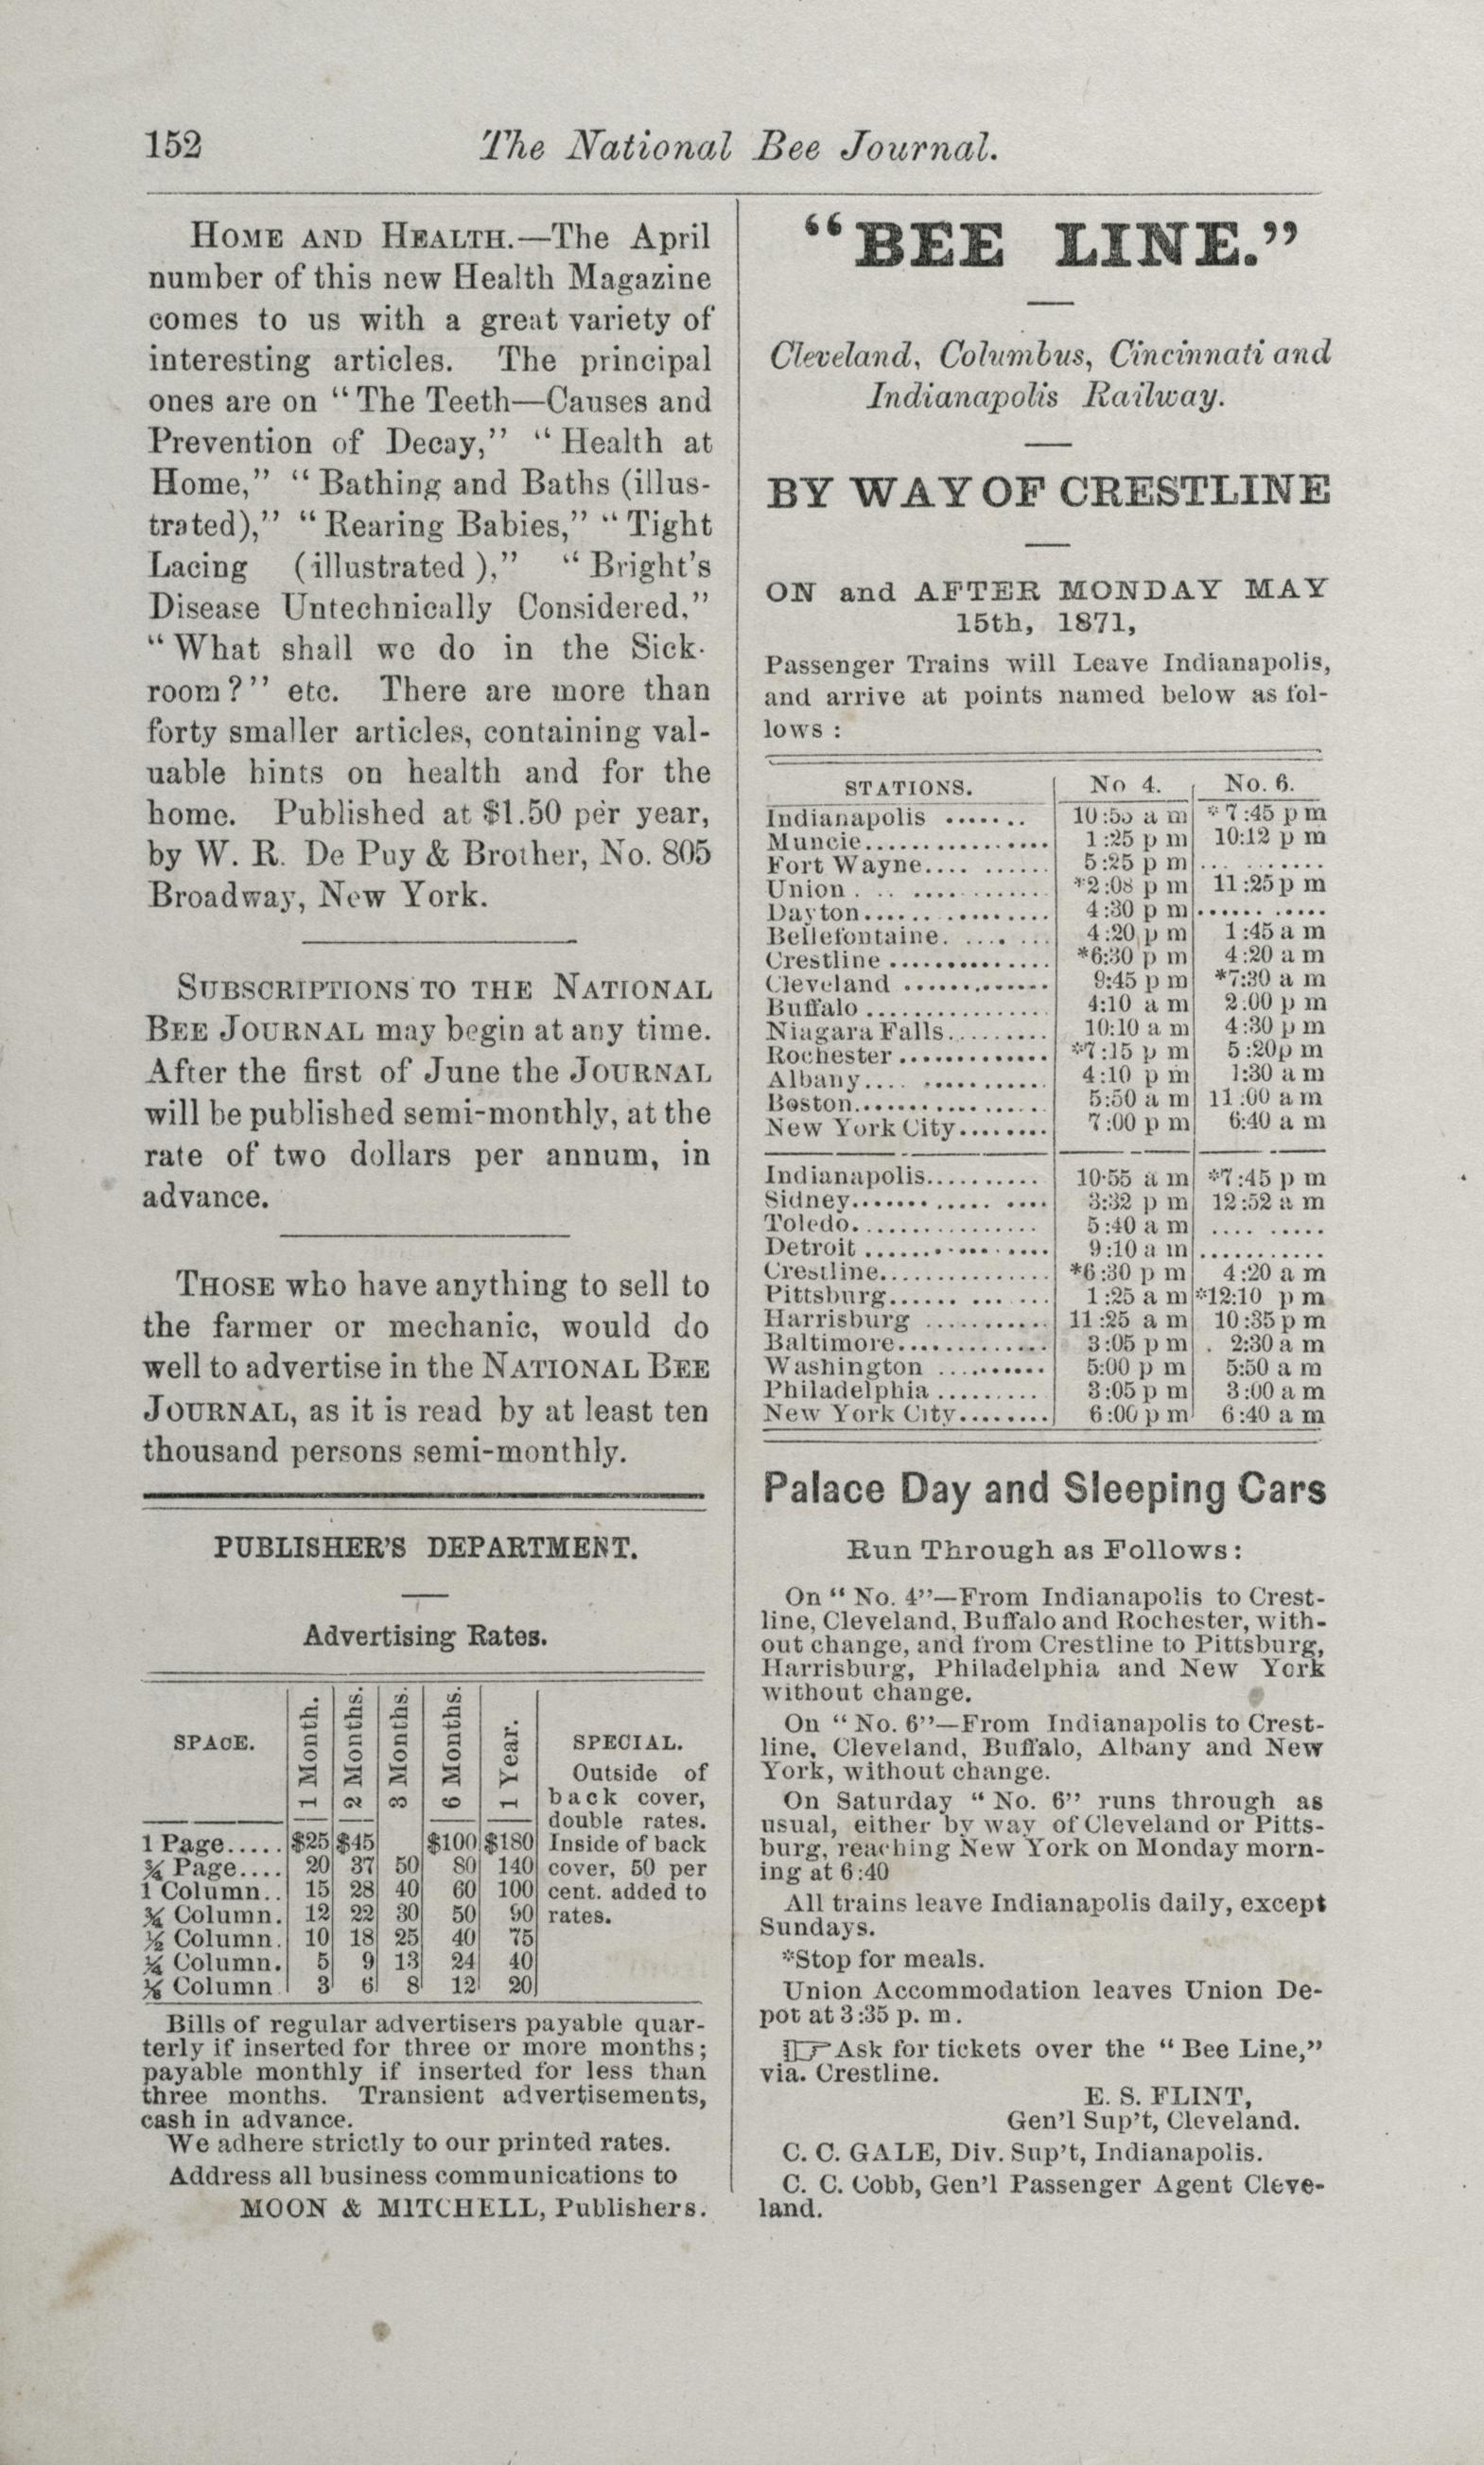 152 The National Bee Journal.
HOME AND HEALTH.—The April
number of this new Health Magazine
comes to us with a great variety of
interesting articles. The principal
ones are on "The Teeth—Causes and
Prevention of Decay," "Health at
Home," "Bathing and Baths (illus-
trated)," "Rearing Babies," "Tight
Lacing (illustrated)," "Bright's
Disease Untechnically Considered,"
"What shall we do in the Sick-
room?" etc. There are more than
forty smaller articles, containing val-
uable hints on health and for the
home. Published at $1.50 per year,
by W. R. De Puy & Brother, No. 805
Broadway, New York.
SUBSCRIPTIONS TO THE NATIONAL
BEE JOURNAL may begin at any time.
After the first of June the JOURNAL
will be published semi-monthly, at the
rate of two dollars per annum, in
advance.
THOSE who have anything to sell to
the farmer or mechanic, would do
well to advertise in the NATIONAL BEE
JOURNAL, as it is read by at least ten
thousand persons semi-monthly.
PUBLISHER'S DEPARTMENT.
Advertising Rates.
SPACE. 1 Month. 2 Months. 3 Months. 6 Months. 1 Year. SPECIAL.
Outside of
back cover,
double rates.
1 Page..... $25 $45 $100 $180 Inside of back
¾ Page.... 20 37 50 80 140 cover, 50 per
1 Column.. 15 28 40 60 100 cent. added to
¾ Column. 12 22 30 50 90 rates.
½ Column. 10 18 25 40 75
¼ Column. 5 9 13 24 40
⅛ Column. 3 6 8 12 20
Bills of regular advertisers payable quar-
terly if inserted for three or more months;
payable monthly if inserted for less than
three months. Transient advertisements,
cash in advance.
We adhere strictly to our printed rates.
Address all business communications to
MOON & MITCHELL, Publishers.
"BEE LINE."
Cleveland, Columbus, Cincinnati and
Indianapolis Railway.
BY WAY OF CRESTLINE
ON and AFTER MONDAY MAY
15th, 1871,
Passenger Trains will Leave Indianapolis,
and arrive at points named below as fol-
lows :
STATIONS. No 4. No. 6.
Indianapolis ....... 10:55 a m *7:45 p m
Muncie................ 1:25 p m 10:12 p m
Fort Wayne.......... 5:25 p m ..........
Union................ *2:08 p m 11:25 p m
Dayton............... 4:30 p m ...........
Bellefontaine........ 4:20 p m 1:45 a m
Crestline ............... *6:30 p m 4:20 a m
Cleveland ............. 9:45 p m *7:30 a m
Buffalo ................ 4:10 a m 2:00 p m
Niagara Falls......... 10:10 a m 4:30 p m
Rochester ............. *7:15 p m 5:20 p m
Albany............... 4:10 p m 1:30 a m
Boston................ 5:50 a m 11:00 a m
New York City........ 7:00 p m 6:40 a m
Indianapolis.......... 10:55 a m *7:45 p m
Sidney................ 3:32 p m 12:52 a m
Toledo................ 5:40 a m .........
Detroit ................ 9:10 a m ...........
Crestline............... *6:30 p m 4:20 a m
Pittsburg............. 1:25 a m *12:10 p m
Harrisburg ........... 11:25 a m 10:35 p m
Baltimore............. 3:05 p m 2:30 a m
Washington .......... 5:00 p m 5:50 a m
Philadelphia .......... 3:05 p m 3:00 a m
New York City........ 6:00 p m 6:40 a m
Palace Day and Sleeping Cars
Run Through as Follows:
On "No. 4"—From Indianapolis to Crest-
line, Cleveland, Buffalo and Rochester, with-
out change, and from Crestline to Pittsburg,
Harrisburg, Philadelphia and New York
without change.
On "No. 6"—From Indianapolis to Crest-
line, Cleveland, Buffalo, Albany and New
York, without change.
On Saturday "No. 6" runs through as
usual, either by way of Cleveland or Pitts-
burg, reaching New York on Monday morn-
ing at 6:40
All trains leave Indianapolis daily, except
Sundays.
*Stop for meals.
Union Accommodation leaves Union De-
pot at 3:35 p. m.
☞Ask for tickets over the "Bee Line,"
via. Crestline.
E. S. FLINT,
Gen'l Sup't, Cleveland.
C. C. GALE, Div. Sup't, Indianapolis.
C. C. Cobb, Gen'l Passenger Agent Cleve-
land.